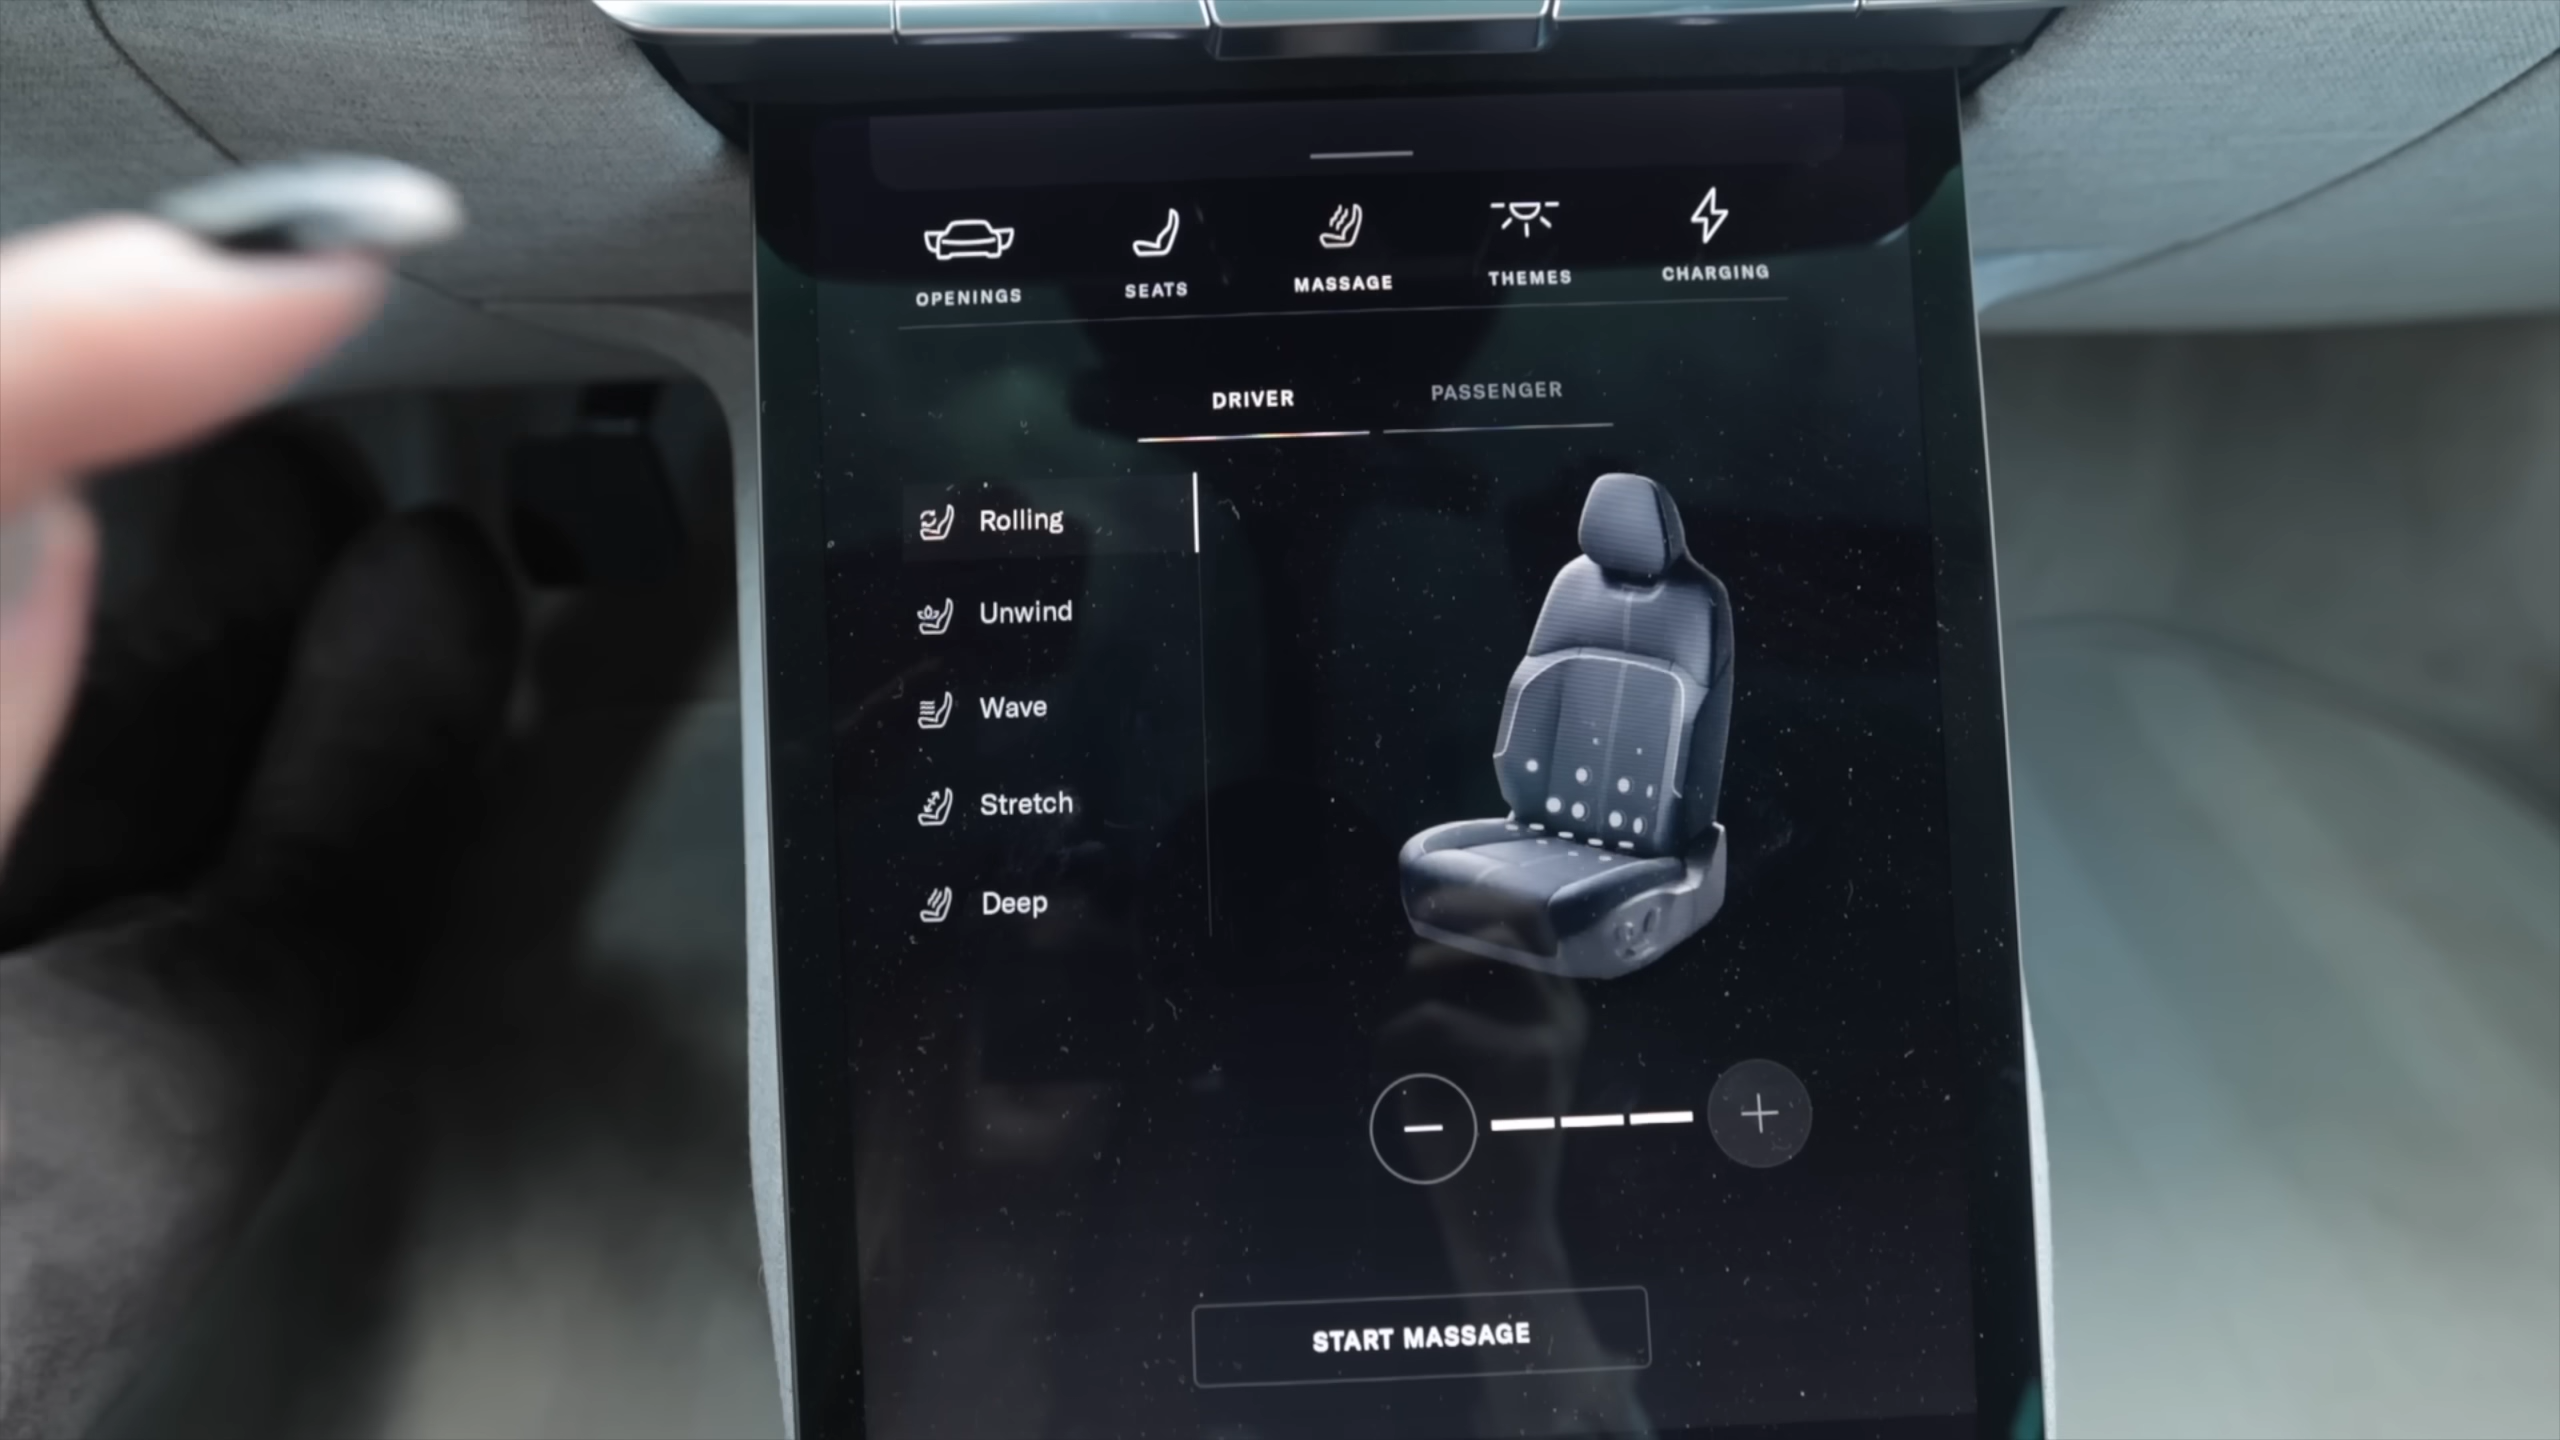 OPENINGS
SEATS
MASSAGE
THEMES
CHARGING
DRIVER
PASSENGER
Rolling
Unwind
Wave
Stretch
Deep
START MASSAGE